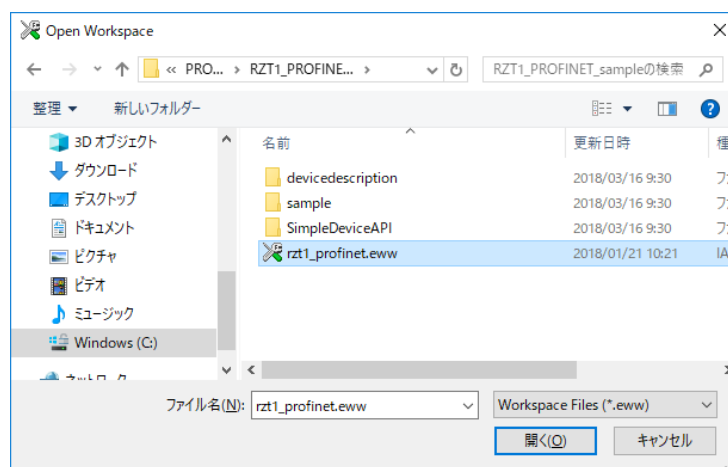 Open Workspace
« PRO... › RZT1_PROFINE... ›
RZT1_PROFINET_sampleの検索
整理 新しいフォルダー
3D オブジェクト
ダウンロード
デスクトップ
ドキュメント
ピクチャ
ビデオ
ミュージック
Windows (C:)
名前 更新日時
devicedescription 2018/03/16 9:30
sample 2018/03/16 9:30
SimpleDeviceAPI 2018/03/16 9:30
rzt1_profinet.eww 2018/01/21 10:21 IA
ファイル名(N): rzt1_profinet.eww
Workspace Files (*.eww)
開く(O) キャンセル